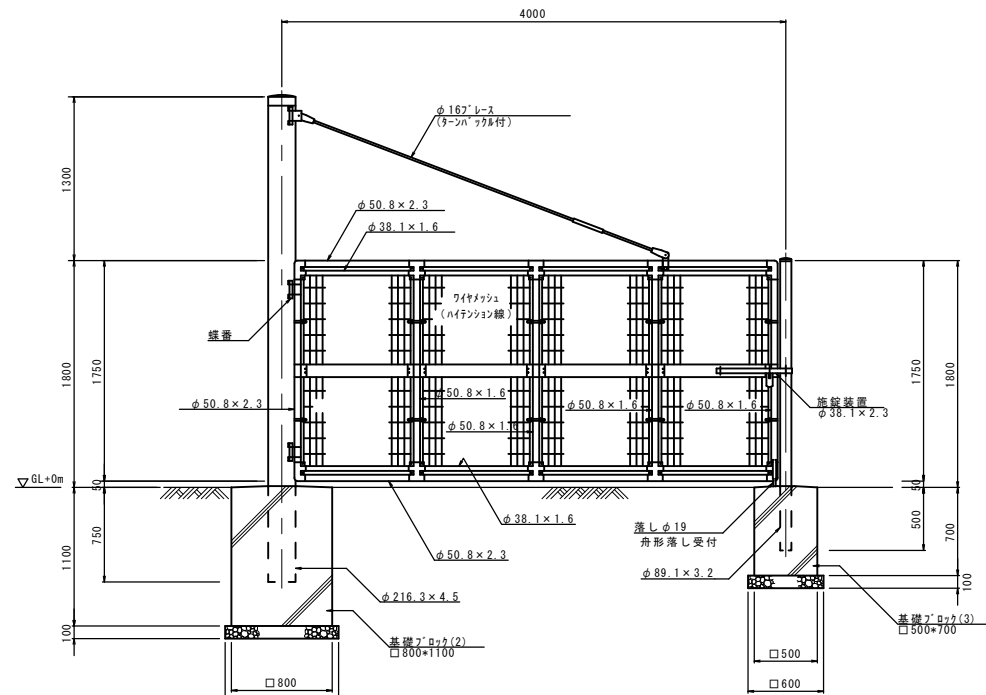 4000
φ16ﾌﾞﾚｰｽ
(ﾀｰﾝﾊﾞｯｸﾙ付)
1300
φ50.8×2.3
φ38.1×1.6
ﾜｲﾔﾒｯｼｭ
(ﾊｲﾃﾝｼｮﾝ線)
蝶番
1800
1750
1750
1800
φ50.8×2.3
φ50.8×1.6
φ50.8×1.6
φ50.8×1.6
φ50.8×1.6
施錠装置
φ38.1×2.3
▽GL+0m
50
50
φ38.1×1.6
落しφ19
舟形落し受付
500
700
1100
750
φ50.8×2.3
φ89.1×3.2
φ216.3×4.5
100
基礎ﾌﾞﾛｯｸ(3)
□500*700
100
基礎ﾌﾞﾛｯｸ(2)
□800*1100
□500
□800
□600